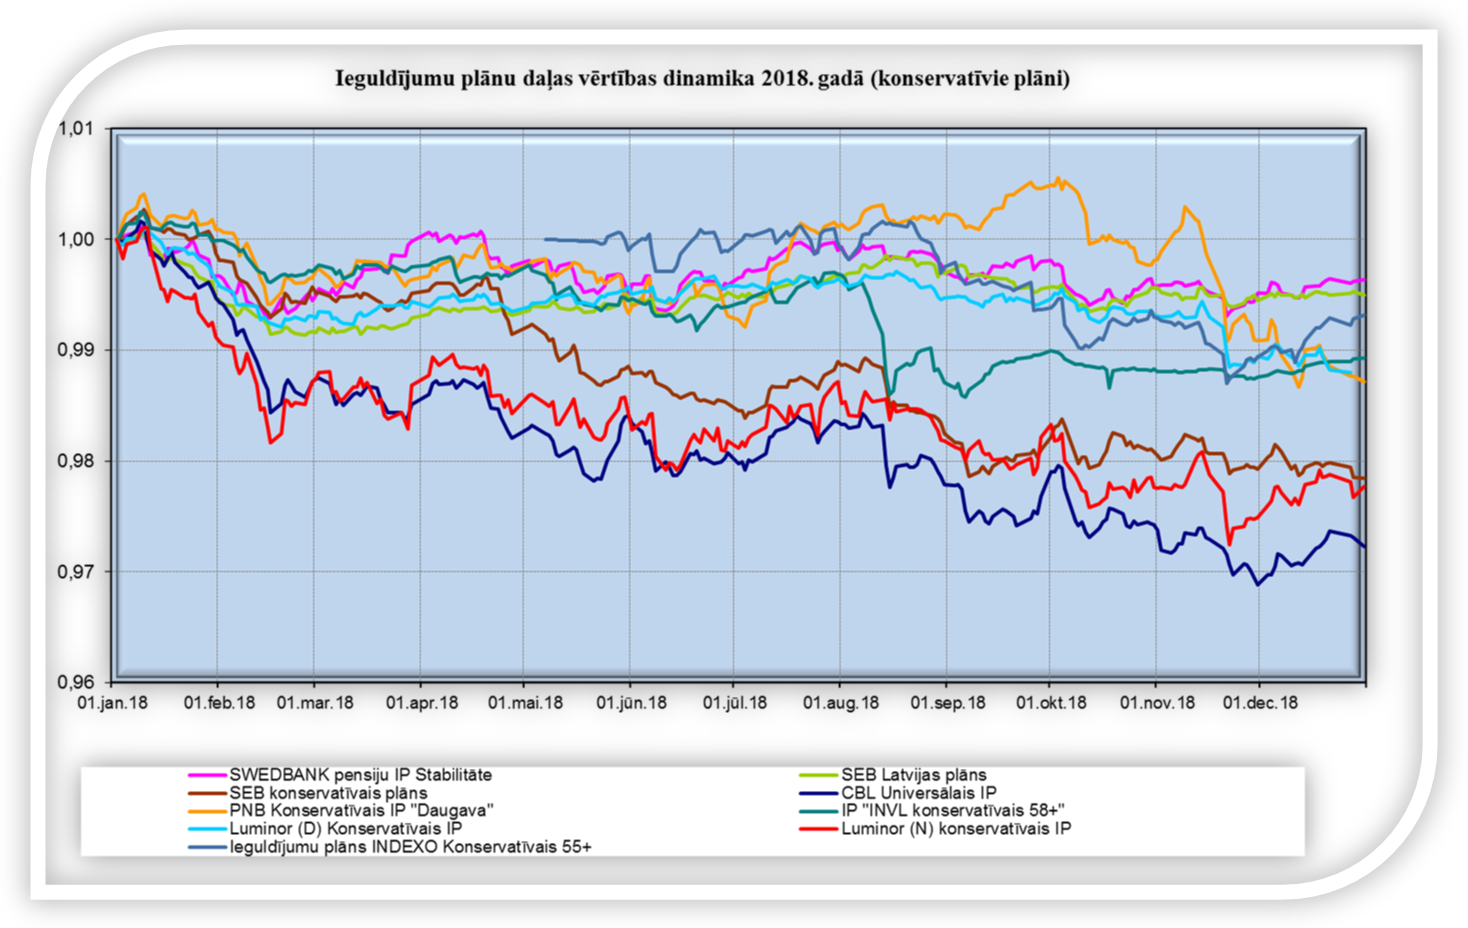 Ieguldījumu plānu daļas vērtības dinamika 2018. gadā (konservatīvie plāni)
1,01
1,00
0,99
0,98
0,97
0,96
01.jan.18 01.feb.18 01.mar.18 01.apr.18 01.mai.18 01.jūn.18 01.jūl.18 01.aug.18 01.sep.18 01.okt.18 01.nov.18 01.dec.18
SWEDBANK pensiju IP Stabilitāte SEB Latvijas plāns
SEB konservatīvais plāns CBL Universālais IP
PNB Konservatīvais IP "Daugava" IP "INVL konservatīvais 58+"
Luminor (D) Konservatīvais IP Luminor (N) konservatīvais IP
Ieguldījumu plāns INDEXO Konservatīvais 55+